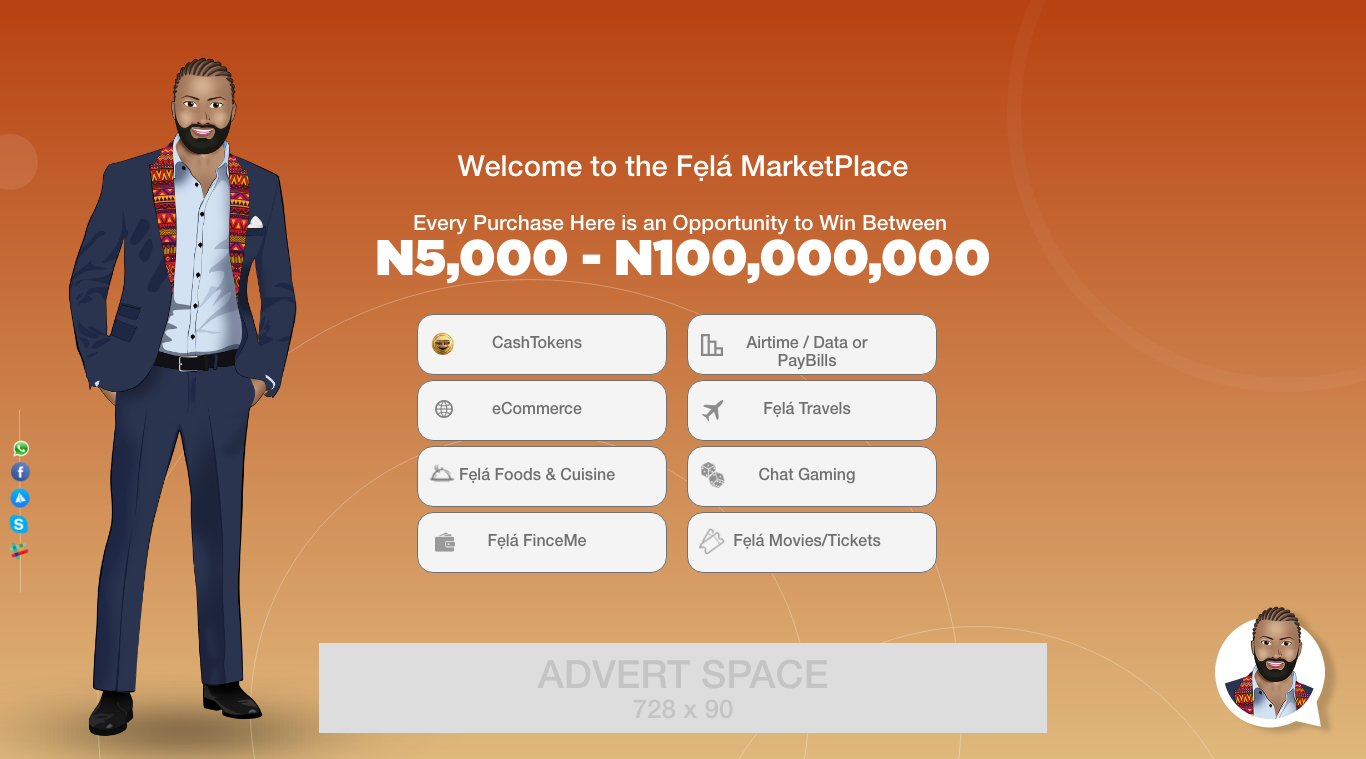 Welcome to the Fẹlá MarketPlace
Every Purchase Here is an Opportunity to Win Between
N5,000 - N100,000,000
CashTokens
Airtime / Data or
PayBills
eCommerce
Fẹlá Travels
Fẹlá Foods & Cuisine
Chat Gaming
Fẹlá FinceMe
Fẹlá Movies/Tickets
ADVERT SPACE
728 x 90